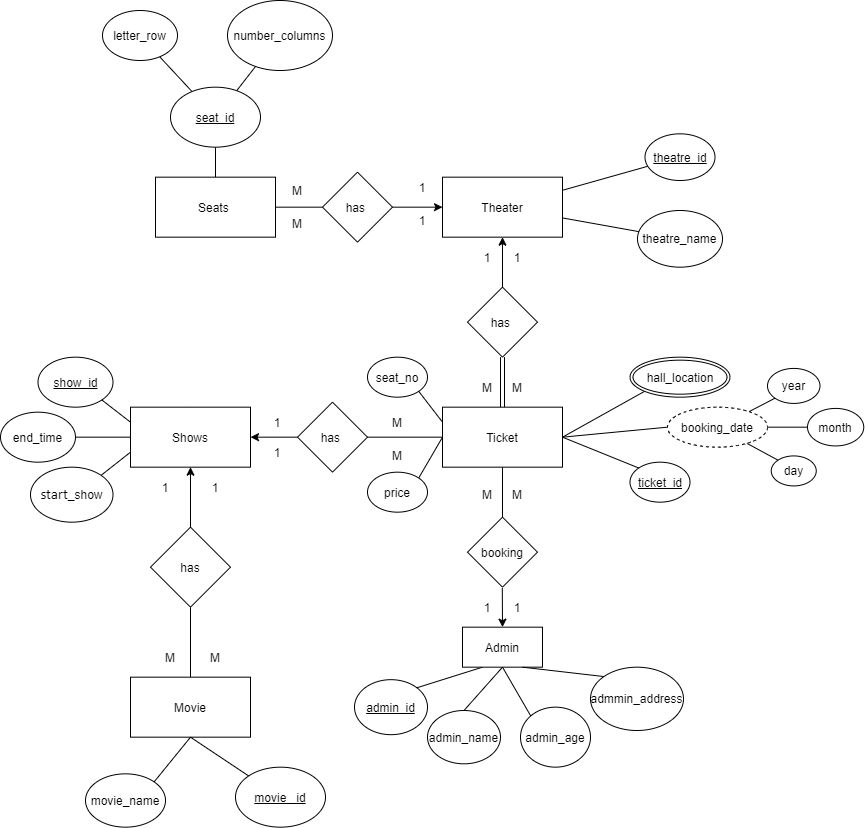 letter_row
number_columns
seat_id
theatre_id
Seats
M
M
has
1
1
Theater
theatre_name
1 1
has
show_id
seat_no
M M
hall_location
year
end_time
Shows
1
1
has
M
M
Ticket
booking_date
month
start_show
price
ticket_id
day
1 1
M M
has
booking
1 1
M M
Admin
Movie
admin_id
admin_name
admin_age
admmin_address
movie_name
movie_id